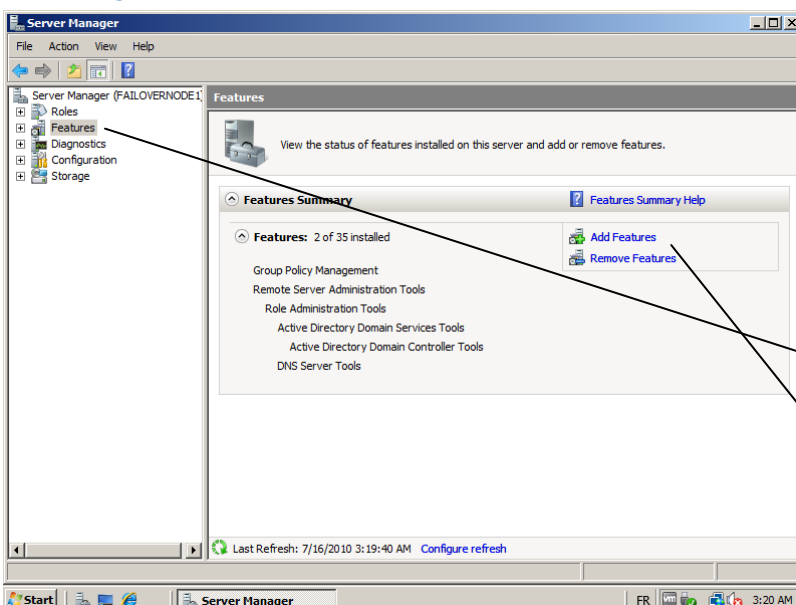 Server Manager
File Action View Help
Server Manager (FAILOVERNODE1)
Roles
Features
Diagnostics
Configuration
Storage
Features
View the status of features installed on this server and add or remove features.
Features Summary
Features Summary Help
Features: 2 of 35 installed
Add Features
Remove Features
Group Policy Management
Remote Server Administration Tools
Role Administration Tools
Active Directory Domain Services Tools
Active Directory Domain Controller Tools
DNS Server Tools
Last Refresh: 7/16/2010 3:19:40 AM Configure refresh
Start
Server Manager
FR
vm
3:20 AM